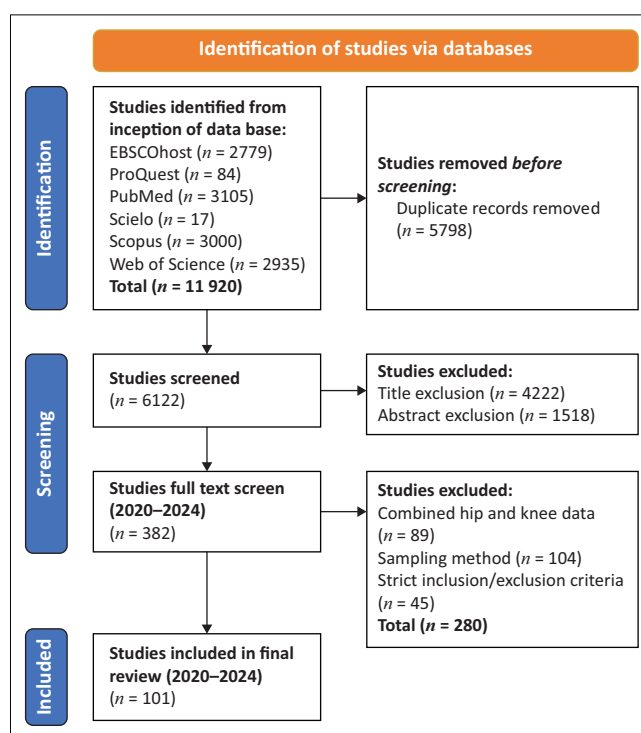 Identification of studies via databases
Identification
Studies identified from
inception of data base:
EBSCOhost (n = 2779)
ProQuest (n = 84)
PubMed (n = 3105)
Scielo (n = 17)
Scopus (n = 3000)
Web of Science (n = 2935)
Total (n = 11 920)
Studies removed before
screening:
Duplicate records removed
(n = 5798)
Screening
Studies screened
(n = 6122)
Studies excluded:
Title exclusion (n = 4222)
Abstract exclusion (n = 1518)
Studies full text screen
(2020–2024)
(n = 382)
Studies excluded:
Combined hip and knee data
(n = 89)
Sampling method (n = 104)
Strict inclusion/exclusion criteria
(n = 45)
Total (n = 280)
Included
Studies included in final
review (2020–2024)
(n = 101)